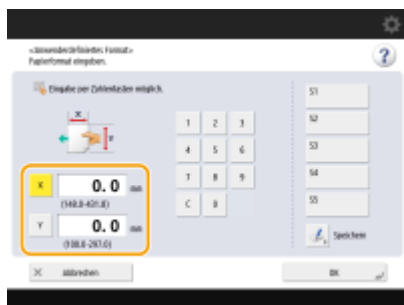 <Anwenderdefiniertes Format>
Papierformat eingeben.
?
Eingabe per Zahlentasten möglich.
X
Y
X 0.0 mm
(148.0-431.8)
Y 0.0 mm
(100.0-297.0)
1 2 3
4 5 6
7 8 9
C 0
S1
S2
S3
S4
S5
Speichern
Abbrechen
OK